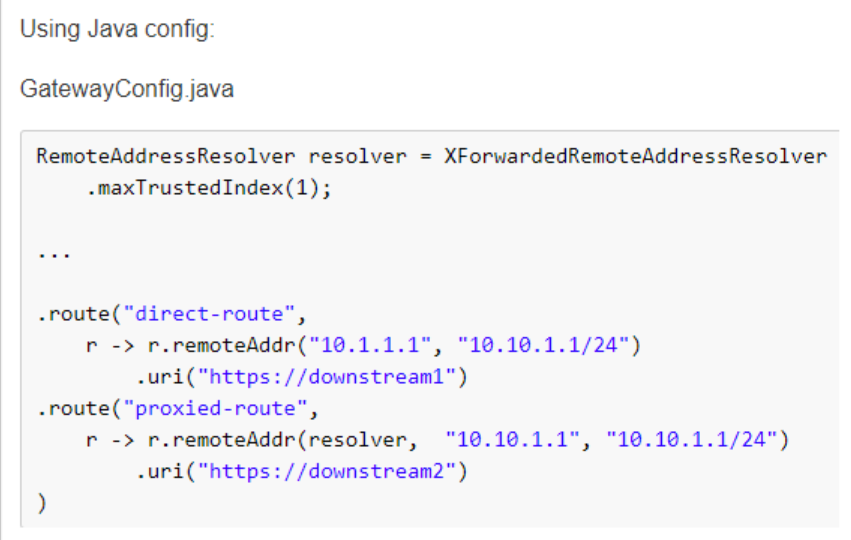 Using Java config:
GatewayConfig.java
RemoteAddressResolver resolver = XForwardedRemoteAddressResolver
    .maxTrustedIndex(1);
...
.route("direct-route",
    r -> r.remoteAddr("10.1.1.1", "10.10.1.1/24")
        .uri("https://downstream1")
.route("proxied-route",
    r -> r.remoteAddr(resolver,  "10.10.1.1", "10.10.1.1/24")
        .uri("https://downstream2")
)